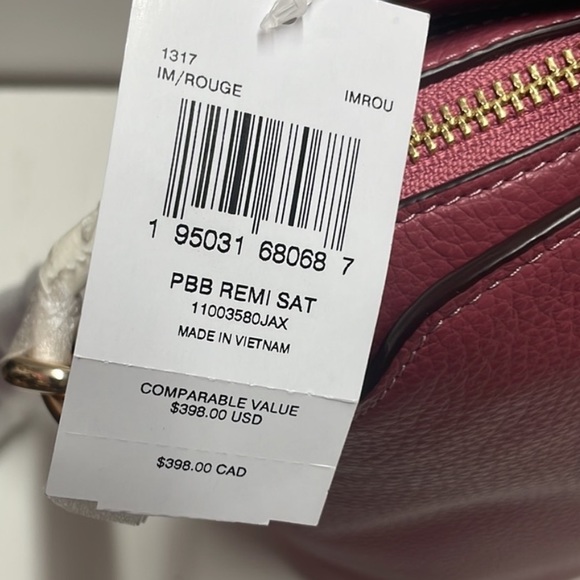 1317
IM/ROUGE IMROU
1 95031 68068 7
PBB REMI SAT
11003580JAX
MADE IN VIETNAM
COMPARABLE VALUE
$398.00 USD
$398.00 CAD